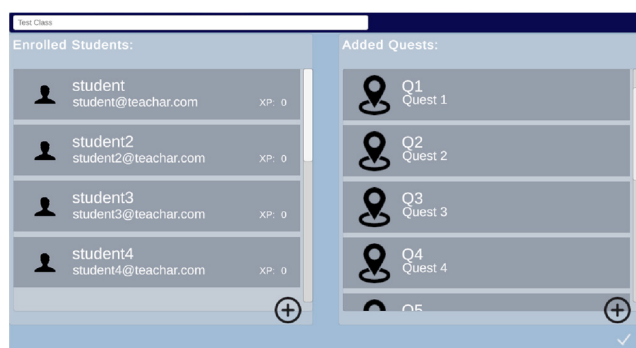 Test Class
Enrolled Students:
student
student@teachar.com
XP: 0
student2
student2@teachar.com
XP: 0
student3
student3@teachar.com
XP: 0
student4
student4@teachar.com
XP: 0
Added Quests:
Q1
Quest 1
Q2
Quest 2
Q3
Quest 3
Q4
Quest 4
Q5